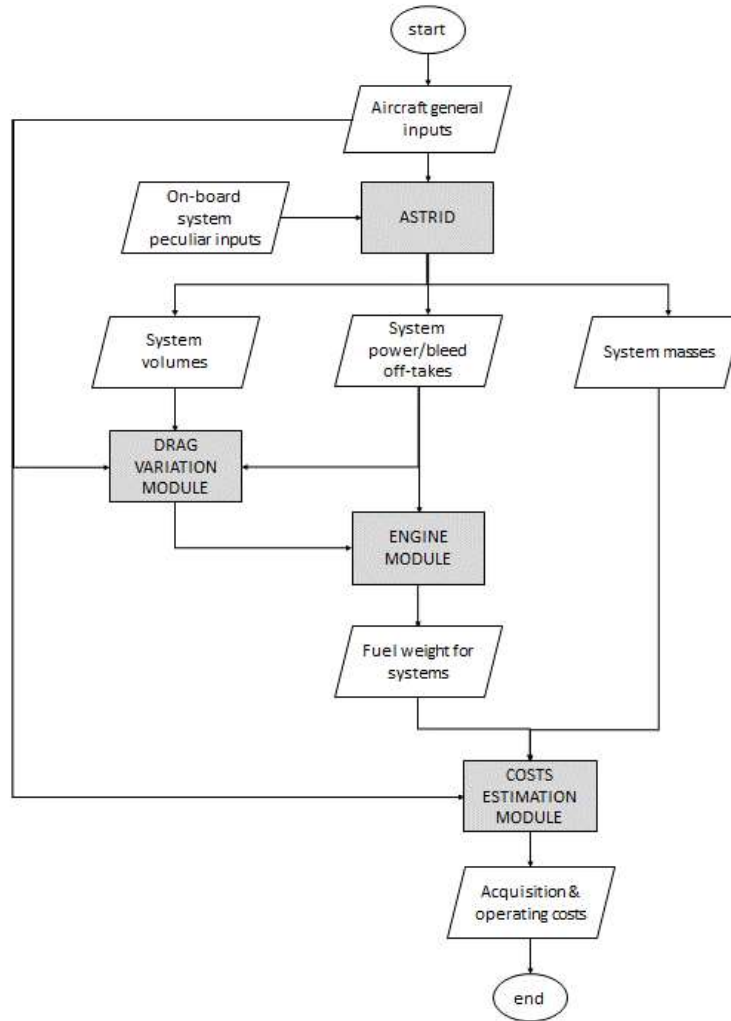 start
Aircraft general
inputs
On-board
system
peculiar inputs
ASTRID
System
volumes
System
power/bleed
off-takes
System masses
DRAG
VARIATION
MODULE
ENGINE
MODULE
Fuel weight for
systems
COSTS
ESTIMATION
MODULE
Acquisition &
operating costs
end